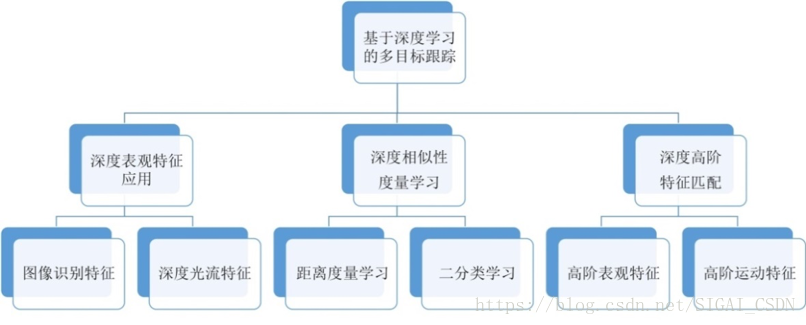 基于深度学习
的多目标跟踪
深度表观特征
应用
深度相似性
度量学习
深度高阶
特征匹配
图像识别特征
深度光流特征
距离度量学习
二分类学习
高阶表观特征
高阶运动特征
https://blog.csdn.net/SIGAI_CSDN